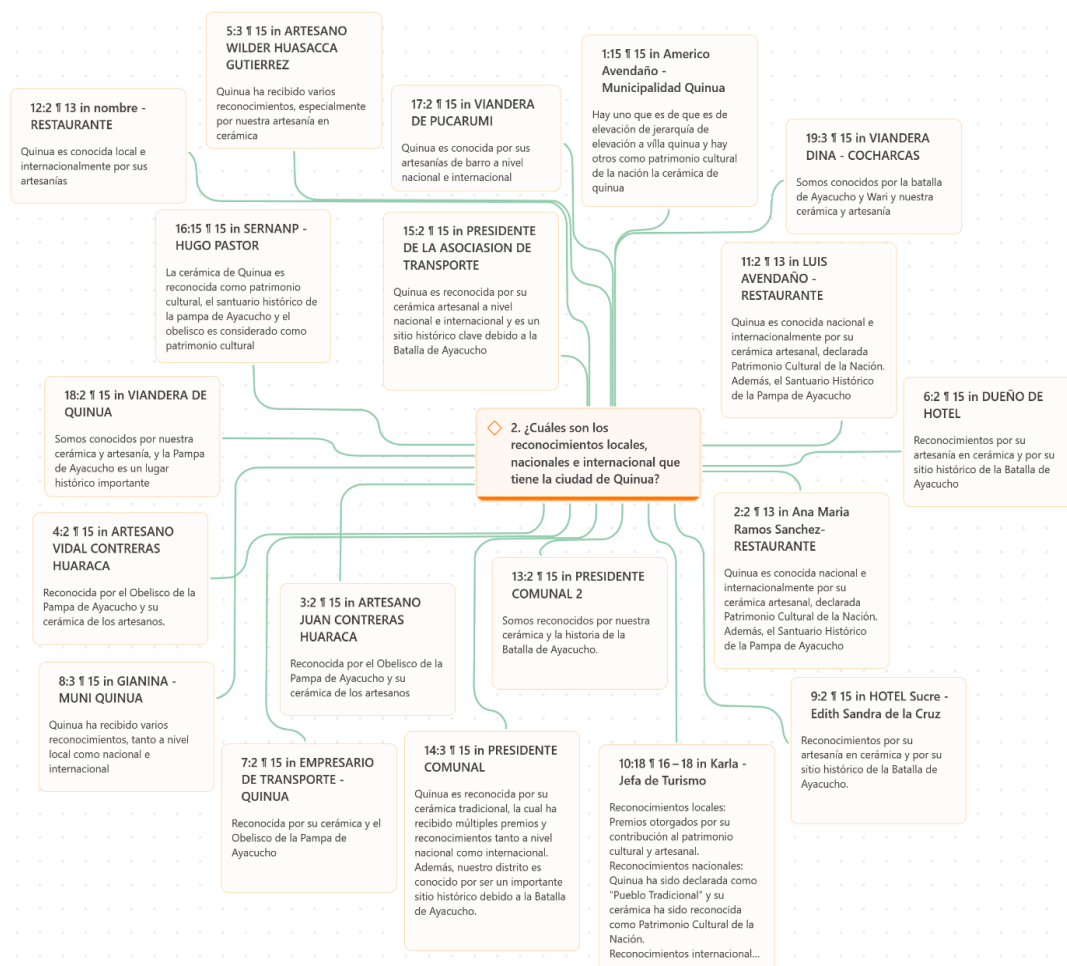 5:3 ¶ 15 in ARTESANO
WILDER HUASACCA
GUTIERREZ
Quinua ha recibido varios
reconocimientos, especialmente
por nuestra artesanía en
cerámica
1:15 ¶ 15 in Americo
Avendaño -
Municipalidad Quinua
Hay uno que es de que es de
elevación de jerarquía de
elevación a vílla quinua y hay
otros como patrimonio cultural
de la nación la cerámica de
quinua
12:2 ¶ 13 in nombre -
RESTAURANTE
Quinua es conocida local e
internacionalmente por sus
artesanías
17:2 ¶ 15 in VIANDERA
DE PUCARUMI
Quinua es conocida por sus
artesanías de barro a nivel
nacional e internacional
19:3 ¶ 15 in VIANDERA
DINA - COCHARCAS
Somos conocidos por la batalla
de Ayacucho y Wari y nuestra
cerámica y artesanía
16:15 ¶ 15 in SERNANP -
HUGO PASTOR
La cerámica de Quinua es
reconocida como patrimonio
cultural, el santuario histórico de
la pampa de Ayacucho y el
obelisco es considerado como
patrimonio cultural
15:2 ¶ 15 in PRESIDENTE
DE LA ASOCIASION DE
TRANSPORTE
Quinua es reconocida por su
cerámica artesanal a nivel
nacional e internacional y es un
sitio histórico clave debido a la
Batalla de Ayacucho
11:2 ¶ 13 in LUIS
AVENDAÑO -
RESTAURANTE
Quinua es conocida nacional e
internacionalmente por su
cerámica artesanal, declarada
Patrimonio Cultural de la Nación.
Además, el Santuario Histórico
de la Pampa de Ayacucho
18:2 ¶ 15 in VIANDERA DE
QUINUA
Somos conocidos por nuestra
cerámica y artesanía, y la Pampa
de Ayacucho es un lugar
histórico importante
2. ¿Cuáles son los
reconocimientos locales,
nacionales e internacional que
tiene la ciudad de Quinua?
6:2 ¶ 15 in DUEÑO DE
HOTEL
Reconocimientos por su
artesanía en cerámica y por su
sitio histórico de la Batalla de
Ayacucho
4:2 ¶ 15 in ARTESANO
VIDAL CONTRERAS
HUARACA
Reconocida por el Obelisco de la
Pampa de Ayacucho y su
cerámica de los artesanos.
3:2 ¶ 15 in ARTESANO
JUAN CONTRERAS
HUARACA
Reconocida por el Obelisco de la
Pampa de Ayacucho y su
cerámica de los artesanos
13:2 ¶ 15 in PRESIDENTE
COMUNAL 2
Somos reconocidos por nuestra
cerámica y la historia de la
Batalla de Ayacucho.
2:2 ¶ 13 in Ana Maria
Ramos Sanchez-
RESTAURANTE
Quinua es conocida nacional e
internacionalmente por su
cerámica artesanal, declarada
Patrimonio Cultural de la Nación.
Además, el Santuario Histórico
de la Pampa de Ayacucho
8:3 ¶ 15 in GIANINA -
MUNI QUINUA
Quinua ha recibido varios
reconocimientos, tanto a nivel
local como nacional e
internacional
7:2 ¶ 15 in EMPRESARIO
DE TRANSPORTE -
QUINUA
Reconocida por su cerámica y el
Obelisco de la Pampa de
Ayacucho
14:3 ¶ 15 in PRESIDENTE
COMUNAL
Quinua es reconocida por su
cerámica tradicional, la cual ha
recibido múltiples premios y
reconocimientos tanto a nivel
nacional como internacional.
Además, nuestro distrito es
conocido por ser un importante
sitio histórico debido a la Batalla
de Ayacucho.
10:18 ¶ 16 – 18 in Karla -
Jefa de Turismo
Reconocimientos locales:
Premios otorgados por su
contribución al patrimonio
cultural y artesanal.
Reconocimientos nacionales:
Quinua ha sido declarada como
"Pueblo Tradicional" y su
cerámica ha sido reconocida
como Patrimonio Cultural de la
Nación.
Reconocimientos internacional...
9:2 ¶ 15 in HOTEL Sucre -
Edith Sandra de la Cruz
Reconocimientos por su
artesanía en cerámica y por su
sitio histórico de la Batalla de
Ayacucho.